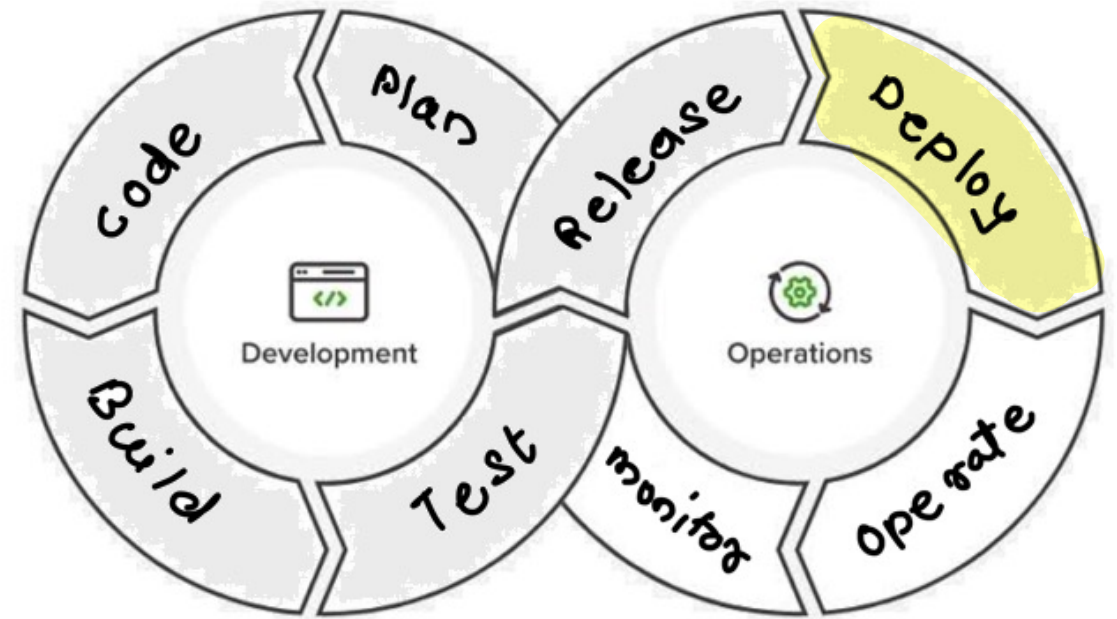 code
Plan
Release
Deploy
</>
Development
Operations
Build
Test
monitor
Operate